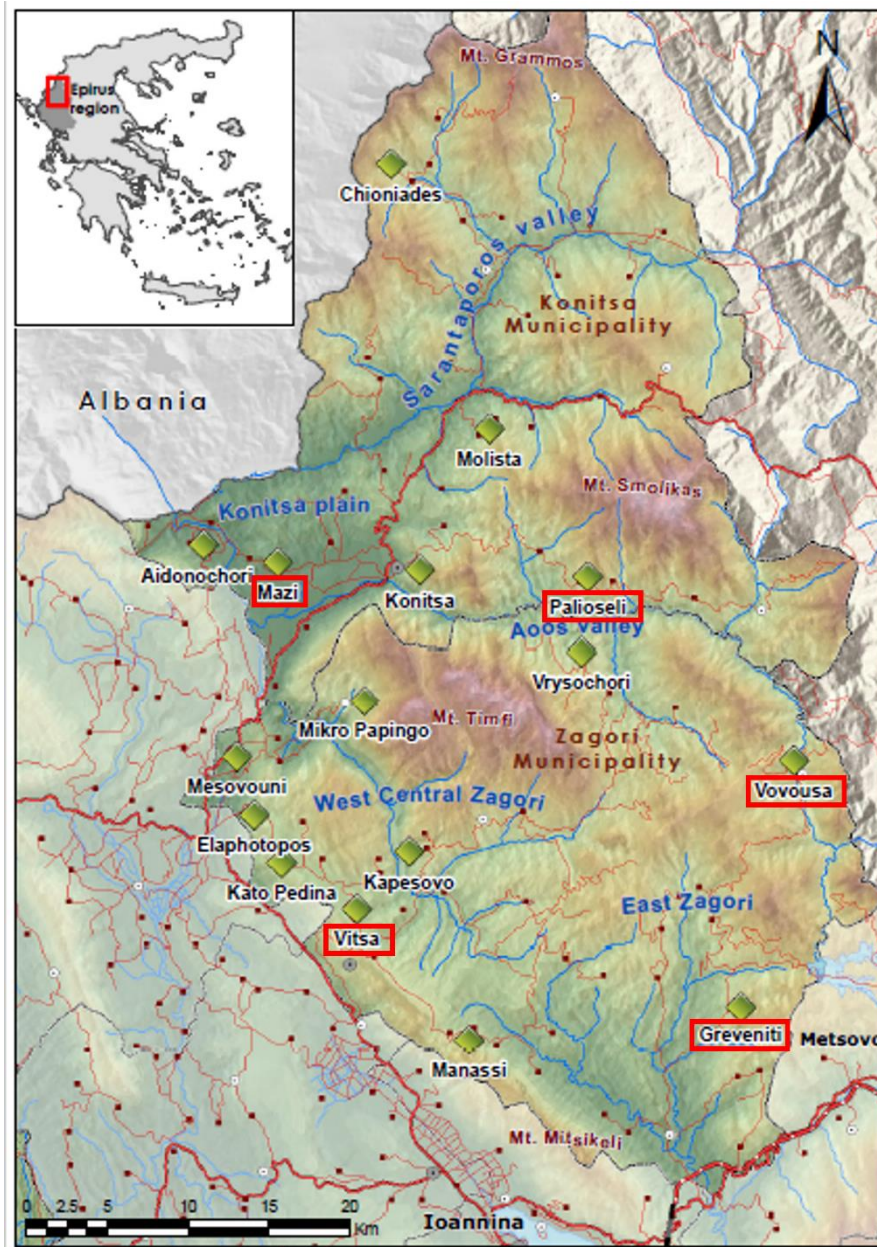 Epirus
region
N
Mt. Grammos
Chioniades
Sarantaporos valley
Konitsa
Municipality
Albania
Molista
Mt. Smolikas
Konitsa plain
Aidonochori
Mazi
Konitsa
Palioseli
Aoos valley
Vrysochori
Mikro Papingo
Mt. Timfi
Zagori
Municipality
Mesovouni
West Central Zagori
Vovousa
Elaphotopos
Kato Pedina
Kapesovo
East Zagori
Vitsa
Greveniti
Metsovo
Manassi
Mt. Mitsikeli
0 2.5 5 10 15 20
Km
Ioannina